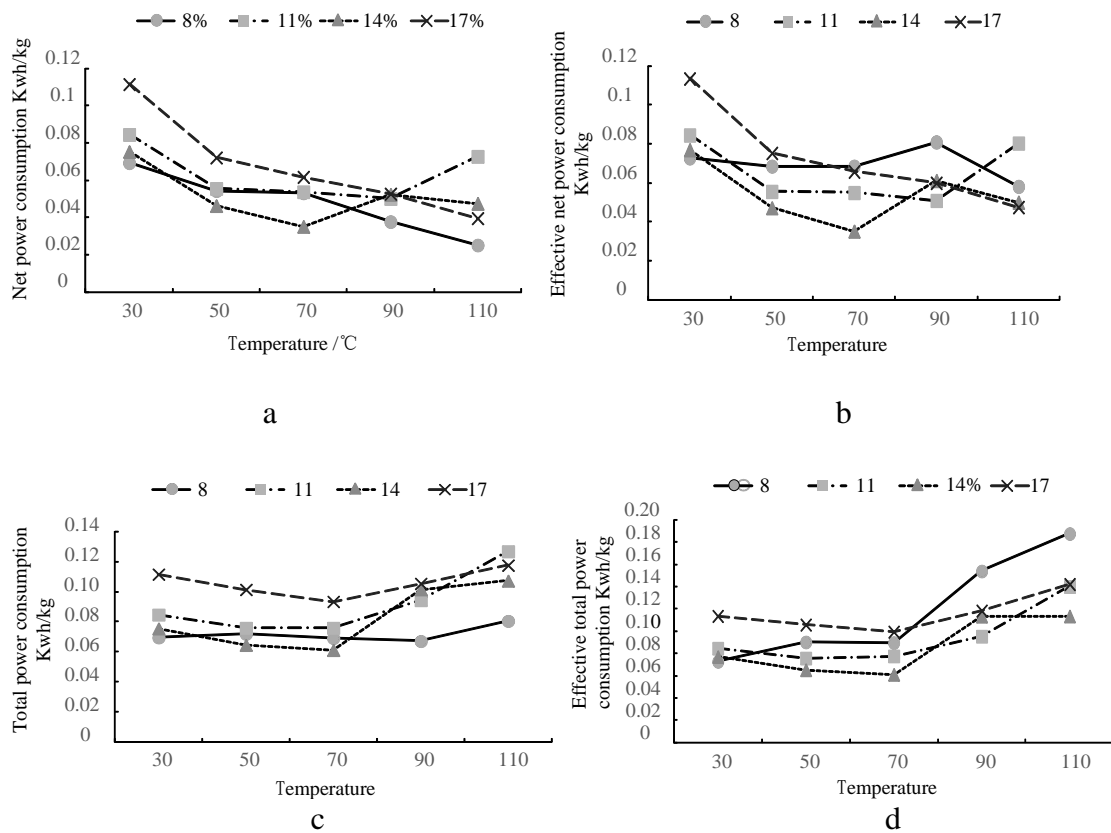 8% 11% 14% 17%
Net power consumption Kwh/kg
0.12
0.1
0.08
0.06
0.04
0.02
0
30 50 70 90 110
Temperature /℃
a
8 11 14 17
Effective net power consumption
Kwh/kg
0.12
0.1
0.08
0.06
0.04
0.02
0
30 50 70 90 110
Temperature
b
8 11 14 17
Total power consumption
Kwh/kg
0.14
0.12
0.10
0.08
0.06
0.04
0.02
0
30 50 70 90 110
Temperature
c
8 11 14% 17
Effective total power
consumption Kwh/kg
0.20
0.18
0.16
0.14
0.12
0.10
0.08
0.06
0.04
0.02
0
30 50 70 90 110
Temperature
d